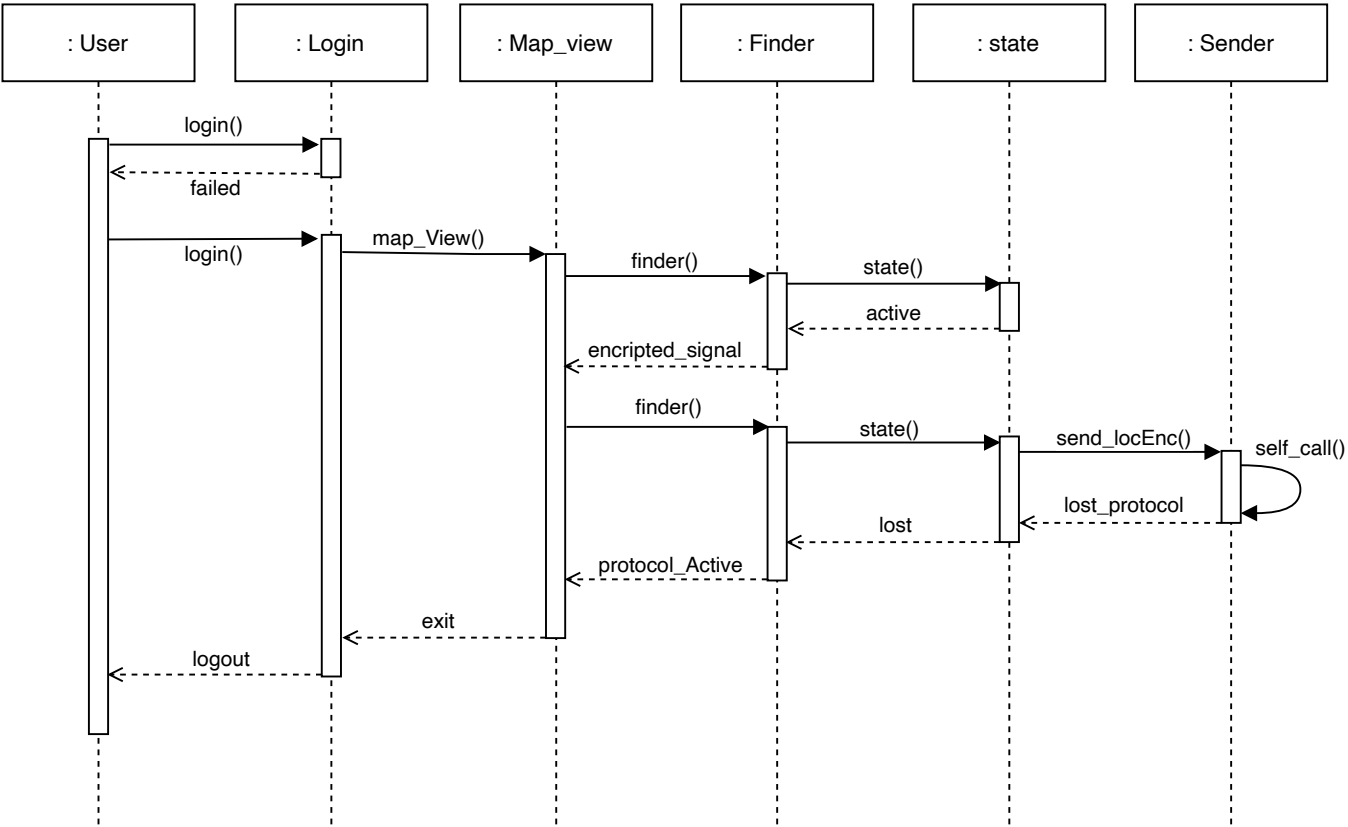 : User
: Login
: Map_view
: Finder
: state
: Sender
login()
failed
login()
map_View()
finder()
state()
active
encripted_signal
finder()
state()
send_locEnc()
self_call()
lost_protocol
lost
protocol_Active
exit
logout